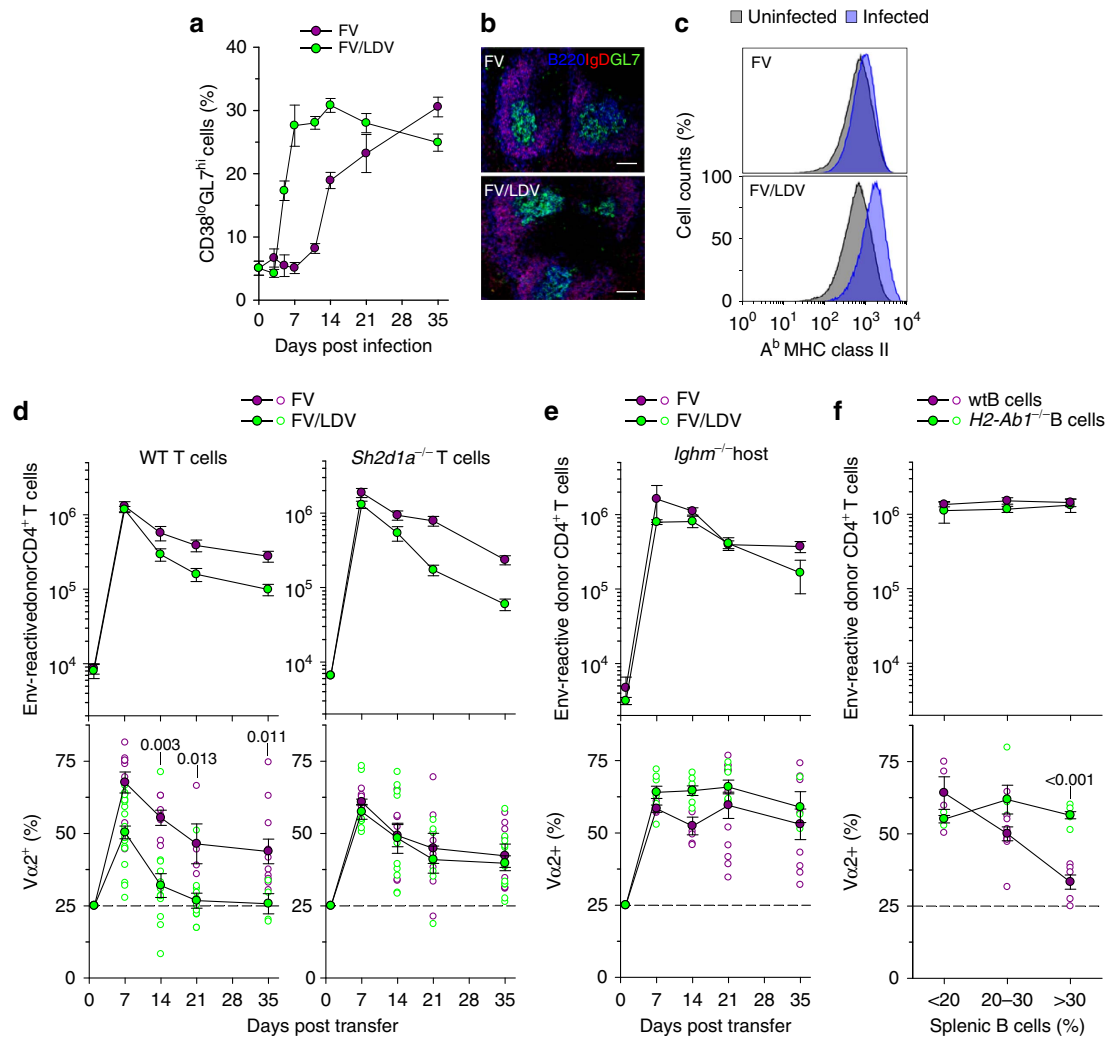 a
FV
FV/LDV
CD38loGL7hi cells (%)
40
30
20
10
0
0 7 14 21 28 35
Days post infection
b
FV
B220IgDGL7
FV/LDV
c
Uninfected Infected
FV
FV/LDV
Cell counts (%)
100
50
0
10^0 10^1 10^2 10^3 10^4
A^b MHC class II
d
FV
FV/LDV
WT T cells
Sh2d1a−/− T cells
Env-reactivedonorCD4+ T cells
10^6
10^5
10^4
10^6
10^5
10^4
Vα2+ (%)
75
50
25
0
0.003
0.013
0.011
75
50
25
0
0 7 14 21 28 35
0 7 14 21 28 35
Days post transfer
e
FV
FV/LDV
Ighm−/−host
Env-reactive donor CD4+ T cells
10^6
10^5
10^4
Vα2+ (%)
75
50
25
0
0 7 14 21 28 35
Days post transfer
f
wtB cells
H2-Ab1−/−B cells
Env-reactive donor CD4+ T cells
10^6
10^5
10^4
Vα2+ (%)
75
50
25
0
<0.001
<20 20–30 >30
Splenic B cells (%)